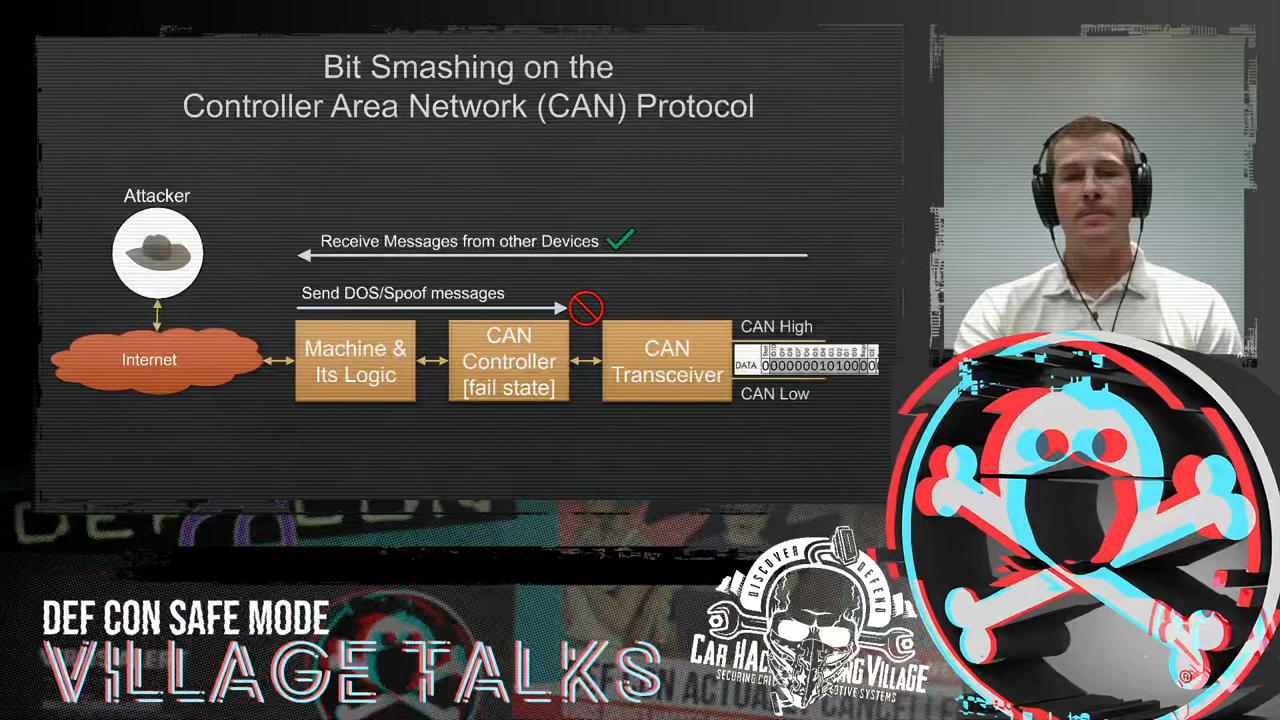 Bit Smashing on the
Controller Area Network (CAN) Protocol
Attacker
Receive Messages from other Devices
Send DOS/Spoof messages
Internet
Machine &
Its Logic
CAN
Controller
[fail state]
CAN
Transceiver
CAN High
DATA
CAN Low
DEF CON SAFE MODE
VILLAGE TALKS
DISCOVER
DEFEND
CAR HACKING VILLAGE